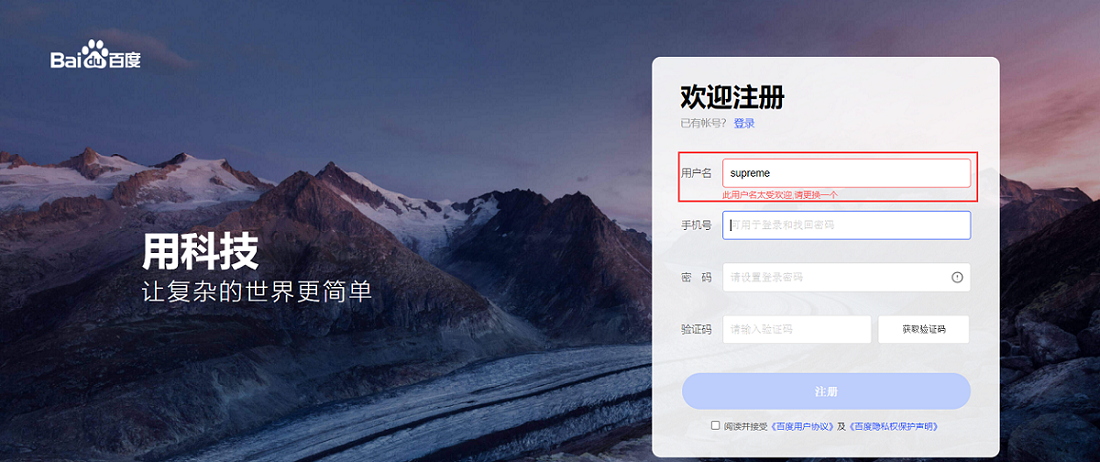 Bai du 百度
用科技
让复杂的世界更简单
欢迎注册
已有帐号? 登录
用户名 supreme
此用户名太受欢迎,请更换一个
手机号 可用于登录和找回密码
密 码 请设置登录密码
验证码 请输入验证码 获取验证码
注册
阅读并接受《百度用户协议》及《百度隐私权保护声明》